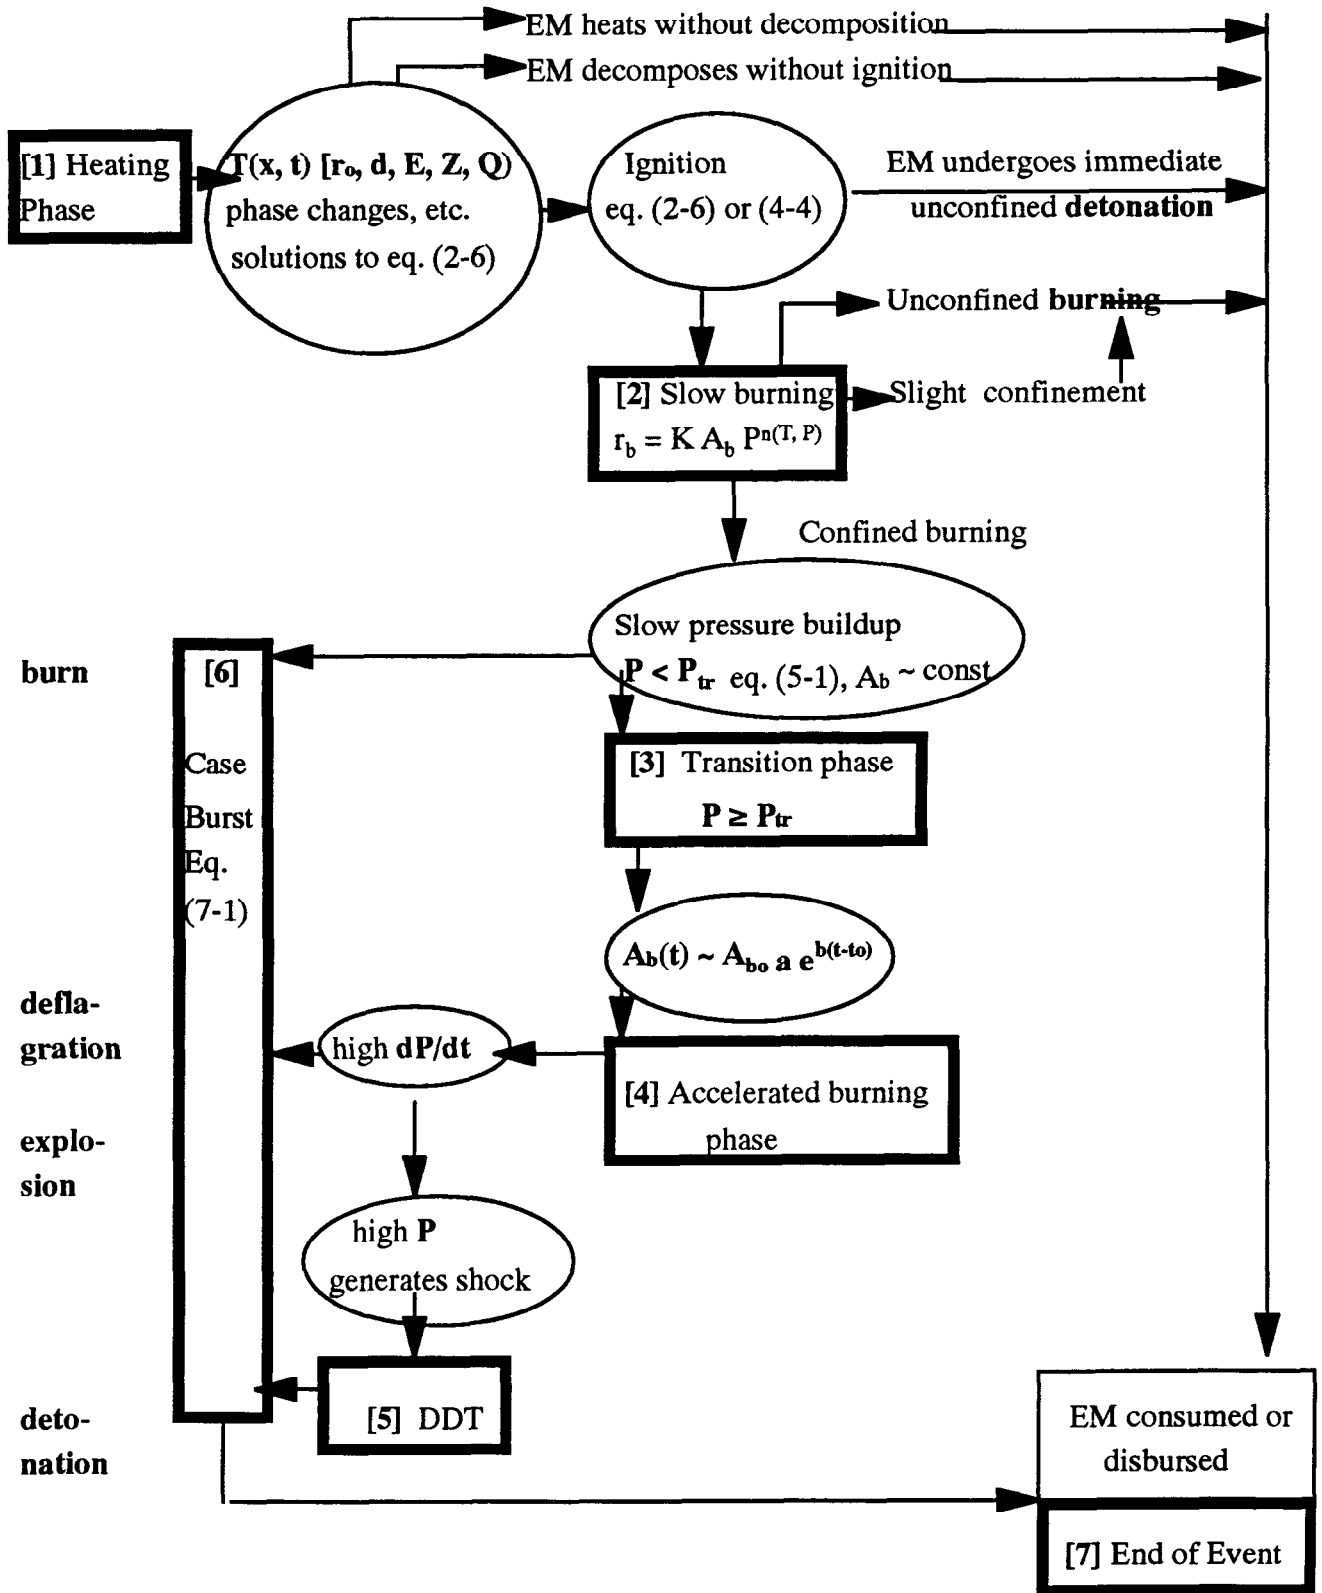 EM heats without decomposition
EM decomposes without ignition
[1] Heating
Phase
T(x, t) [ro, d, E, Z, Q)
phase changes, etc.
solutions to eq. (2-6)
Ignition
eq. (2-6) or (4-4)
EM undergoes immediate
unconfined detonation
Unconfined burning
[2] Slow burning
r_b = K A_b P^n(T, P)
Slight confinement
Confined burning
Slow pressure buildup
P < P_tr eq. (5-1), A_b ~ const
burn
[6]
Case
Burst
Eq.
(7-1)
[3] Transition phase
P ≥ P_tr
A_b(t) ~ A_bo a e^b(t-to)
defla-
gration
high dP/dt
[4] Accelerated burning
phase
explo-
sion
high P
generates shock
[5] DDT
deto-
nation
EM consumed or
disbursed
[7] End of Event